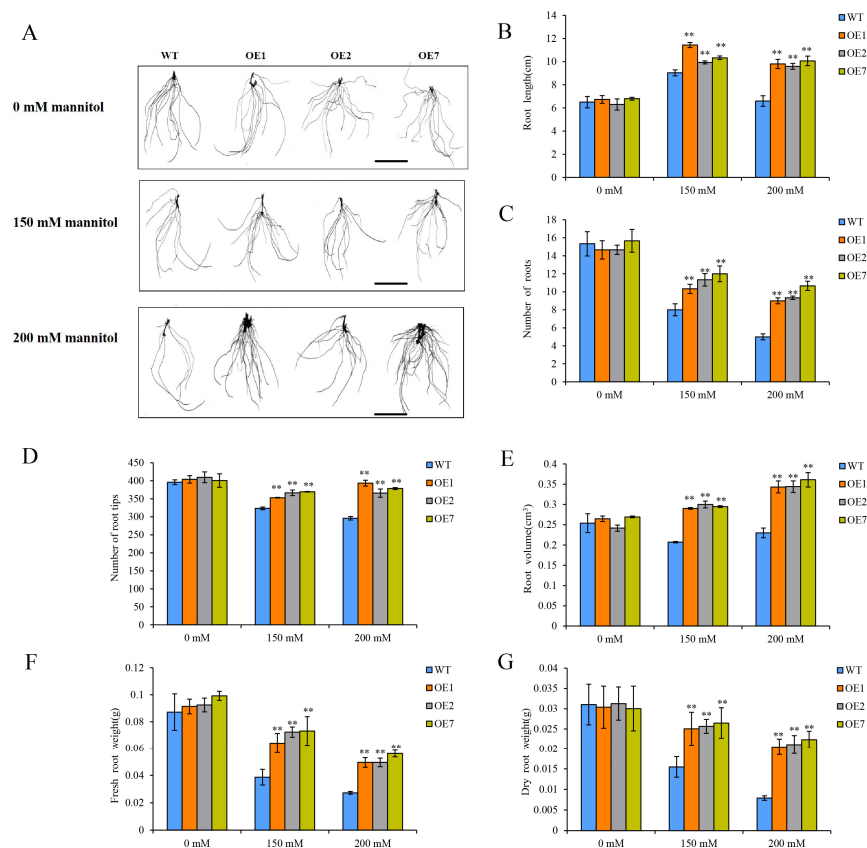 A
WT OE1 OE2 OE7
0 mM mannitol
150 mM mannitol
200 mM mannitol
B
Root length(cm)
14
12
10
8
6
4
2
0
** ** **
** ** **
0 mM 150 mM 200 mM
WT
OE1
OE2
OE7
C
Number of roots
18
16
14
12
10
8
6
4
2
0
** ** **
** ** **
0 mM 150 mM 200 mM
WT
OE1
OE2
OE7
D
Number of root tips
450
400
350
300
250
200
150
100
50
0
** ** **
** ** **
0 mM 150 mM 200 mM
WT
OE1
OE2
OE7
E
Root volume(cm³)
0.4
0.35
0.3
0.25
0.2
0.15
0.1
0.05
0
** ** **
** ** **
0 mM 150 mM 200 mM
WT
OE1
OE2
OE7
F
Fresh root weight(g)
0.12
0.1
0.08
0.06
0.04
0.02
0
** ** **
** ** **
0 mM 150 mM 200 mM
WT
OE1
OE2
OE7
G
Dry root weight(g)
0.04
0.035
0.03
0.025
0.02
0.015
0.01
0.005
0
** ** **
** ** **
0 mM 150 mM 200 mM
WT
OE1
OE2
OE7